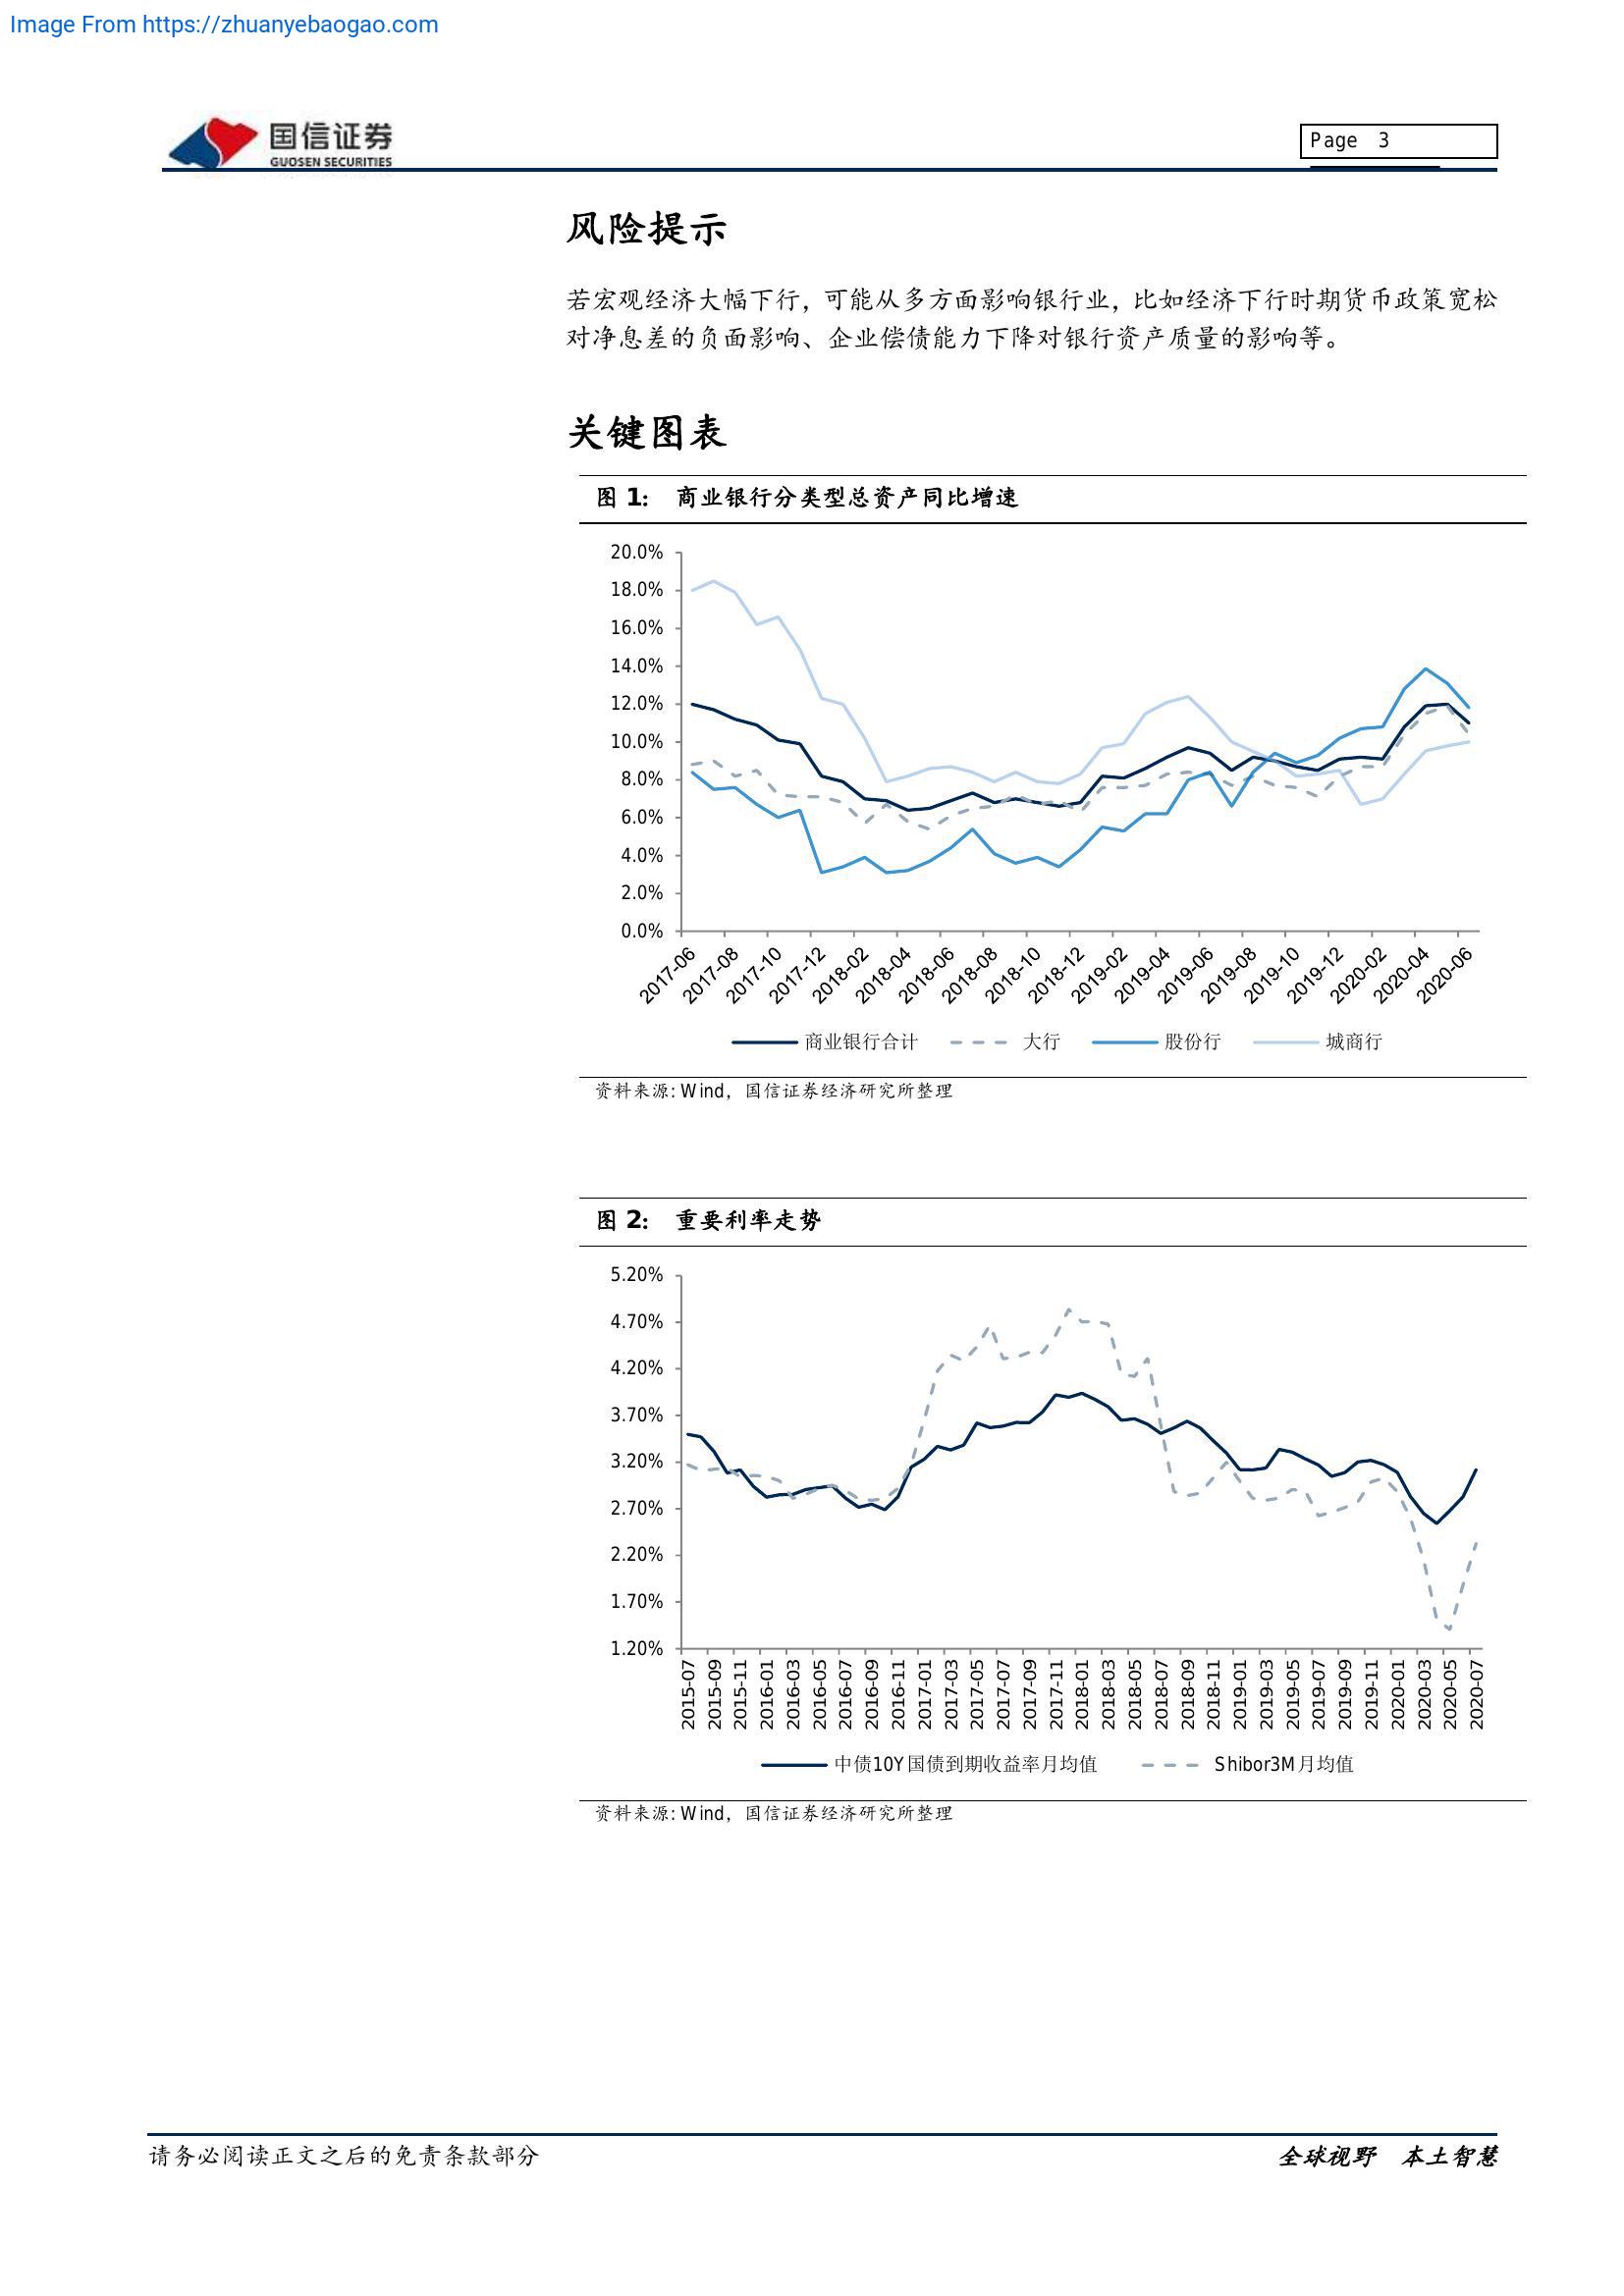 Image From https://zhuanyebaogao.com
国信证券
GUOSEN SECURITIES
Page 3
风险提示
若宏观经济大幅下行，可能从多方面影响银行业，比如经济下行时期货币政策宽松
对净息差的负面影响、企业偿债能力下降对银行资产质量的影响等。
关键图表
图 1： 商业银行分类型总资产同比增速
20.0%
18.0%
16.0%
14.0%
12.0%
10.0%
8.0%
6.0%
4.0%
2.0%
0.0%
2017-06 2017-08 2017-10 2017-12 2018-02 2018-04 2018-06 2018-08 2018-10 2018-12 2019-02 2019-04 2019-06 2019-08 2019-10 2019-12 2020-02 2020-04 2020-06
商业银行合计 大行 股份行 城商行
资料来源: Wind，国信证券经济研究所整理
图 2： 重要利率走势
5.20%
4.70%
4.20%
3.70%
3.20%
2.70%
2.20%
1.70%
1.20%
2015-07 2015-09 2015-11 2016-01 2016-03 2016-05 2016-07 2016-09 2016-11 2017-01 2017-03 2017-05 2017-07 2017-09 2017-11 2018-01 2018-03 2018-05 2018-07 2018-09 2018-11 2019-01 2019-03 2019-05 2019-07 2019-09 2019-11 2020-01 2020-03 2020-05 2020-07
中债10Y国债到期收益率月均值 Shibor3M月均值
资料来源: Wind，国信证券经济研究所整理
请务必阅读正文之后的免责条款部分 全球视野 本土智慧